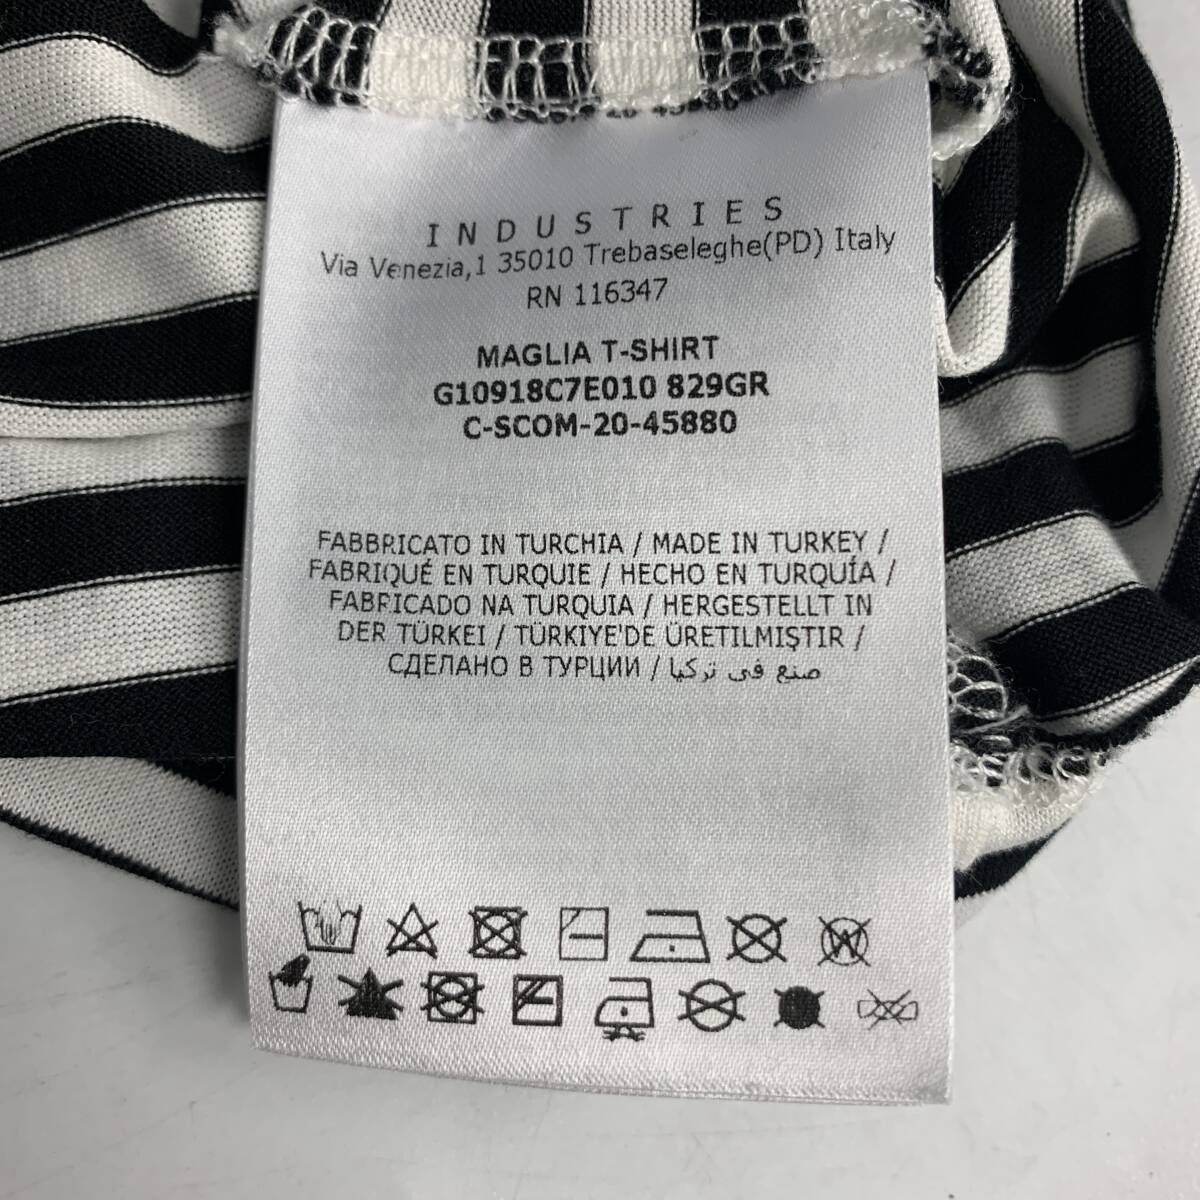 20-45880
INDUSTRIES
Via Venezia,1 35010 Trebaseleghe(PD) Italy
RN 116347
MAGLIA T-SHIRT
G10918C7E010 829GR
C-SCOM-20-45880
FABBRICATO IN TURCHIA / MADE IN TURKEY /
FABRIQUÉ EN TURQUIE / HECHO EN TURQUÍA /
FABRICADO NA TURQUIA / HERGESTELLT IN
DER TÜRKEI / TÜRKIYE'DE ÜRETILMIŞTIR /
СДЕЛАНО В ТУРЦИИ / صنع في تركيا
W